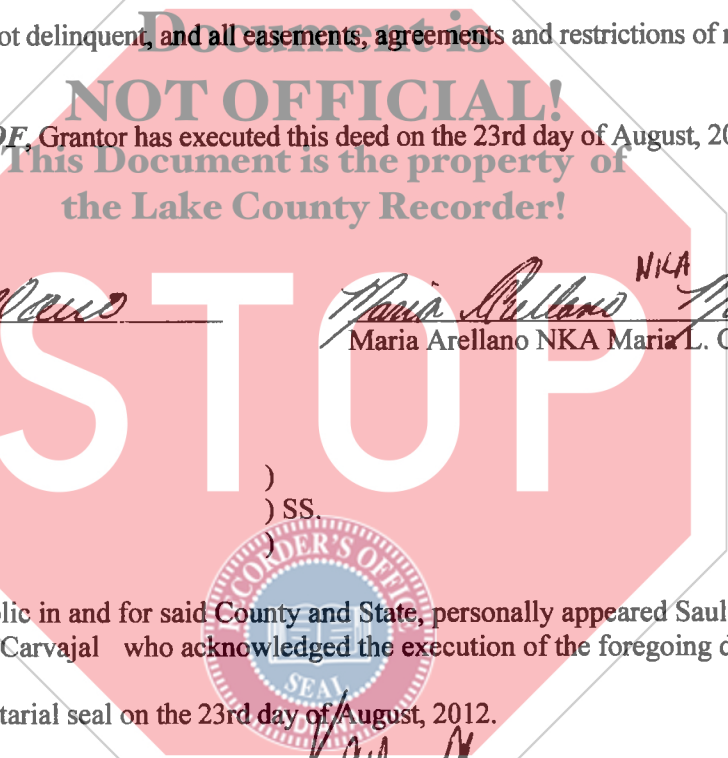 Document is
ot delinquent, and all easements, agreements and restrictions of
NOT OFFICIAL!
OF, Grantor has executed this deed on the 23rd day of August, 20
This Document is the property of
the Lake County Recorder!
NKA
Maria Arellano
Maria Arellano NKA Maria L. C
STOP
)
) SS.
)
RECORDER'S OFFICE
olic in and for said County and State, personally appeared Saul
Carvajal who acknowledged the execution of the foregoing d
SEAL
tarial seal on the 23rd day of August, 2012.